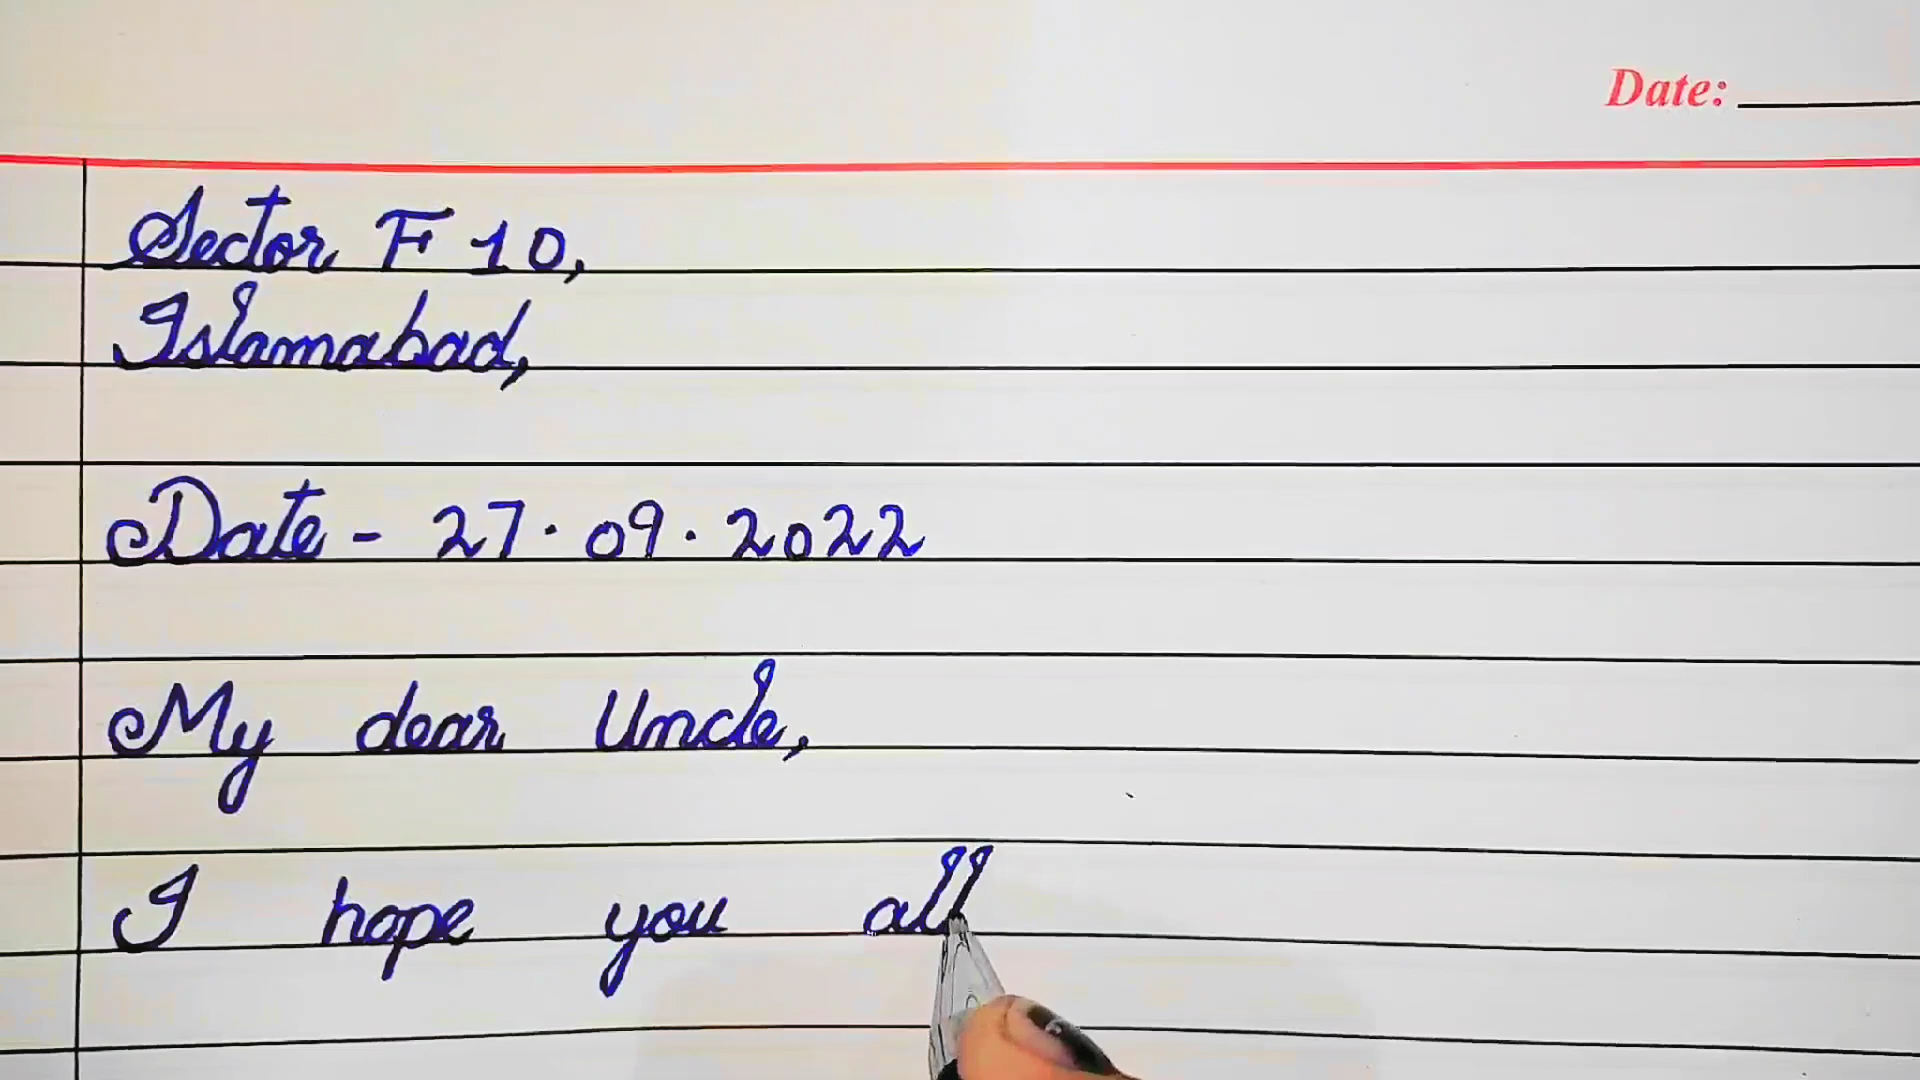 Date:
Sector F 10,
Islamabad,
Date - 27.09.2022
My dear Uncle,
I hope you all